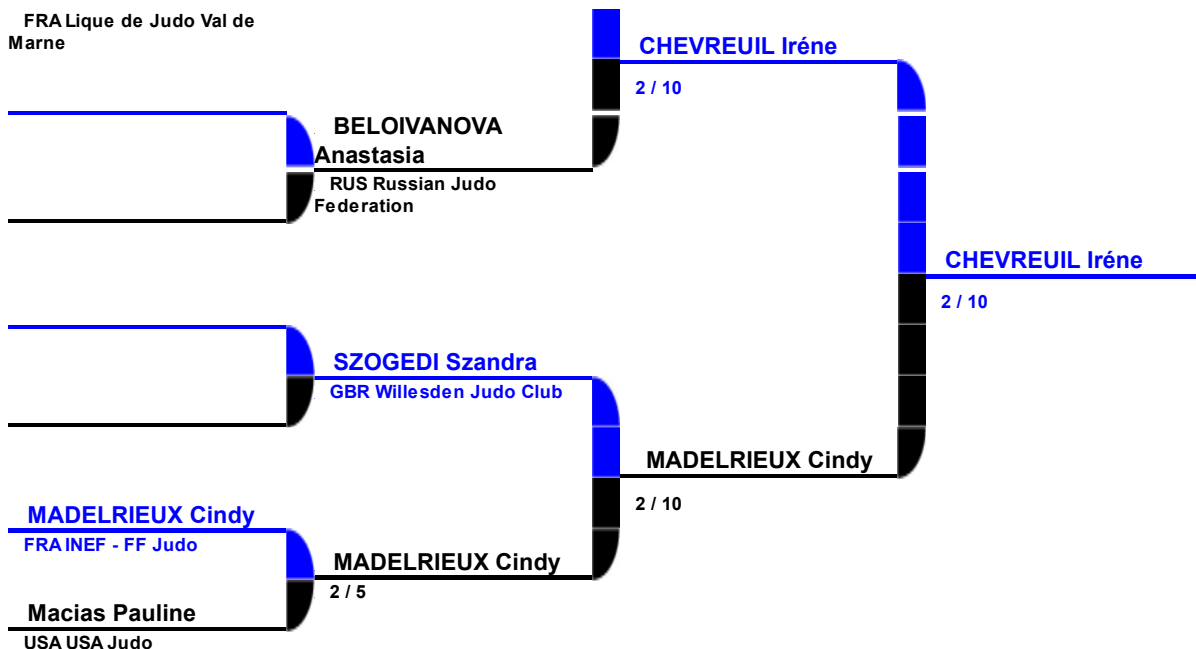 FRA Lique de Judo Val de
Marne
CHEVREUIL Iréne
2 / 10
BELOIVANOVA
Anastasia
RUS Russian Judo
Federation
CHEVREUIL Iréne
2 / 10
SZOGEDI Szandra
GBR Willesden Judo Club
MADELRIEUX Cindy
2 / 10
MADELRIEUX Cindy
FRA INEF - FF Judo
MADELRIEUX Cindy
2 / 5
Macias Pauline
USA USA Judo